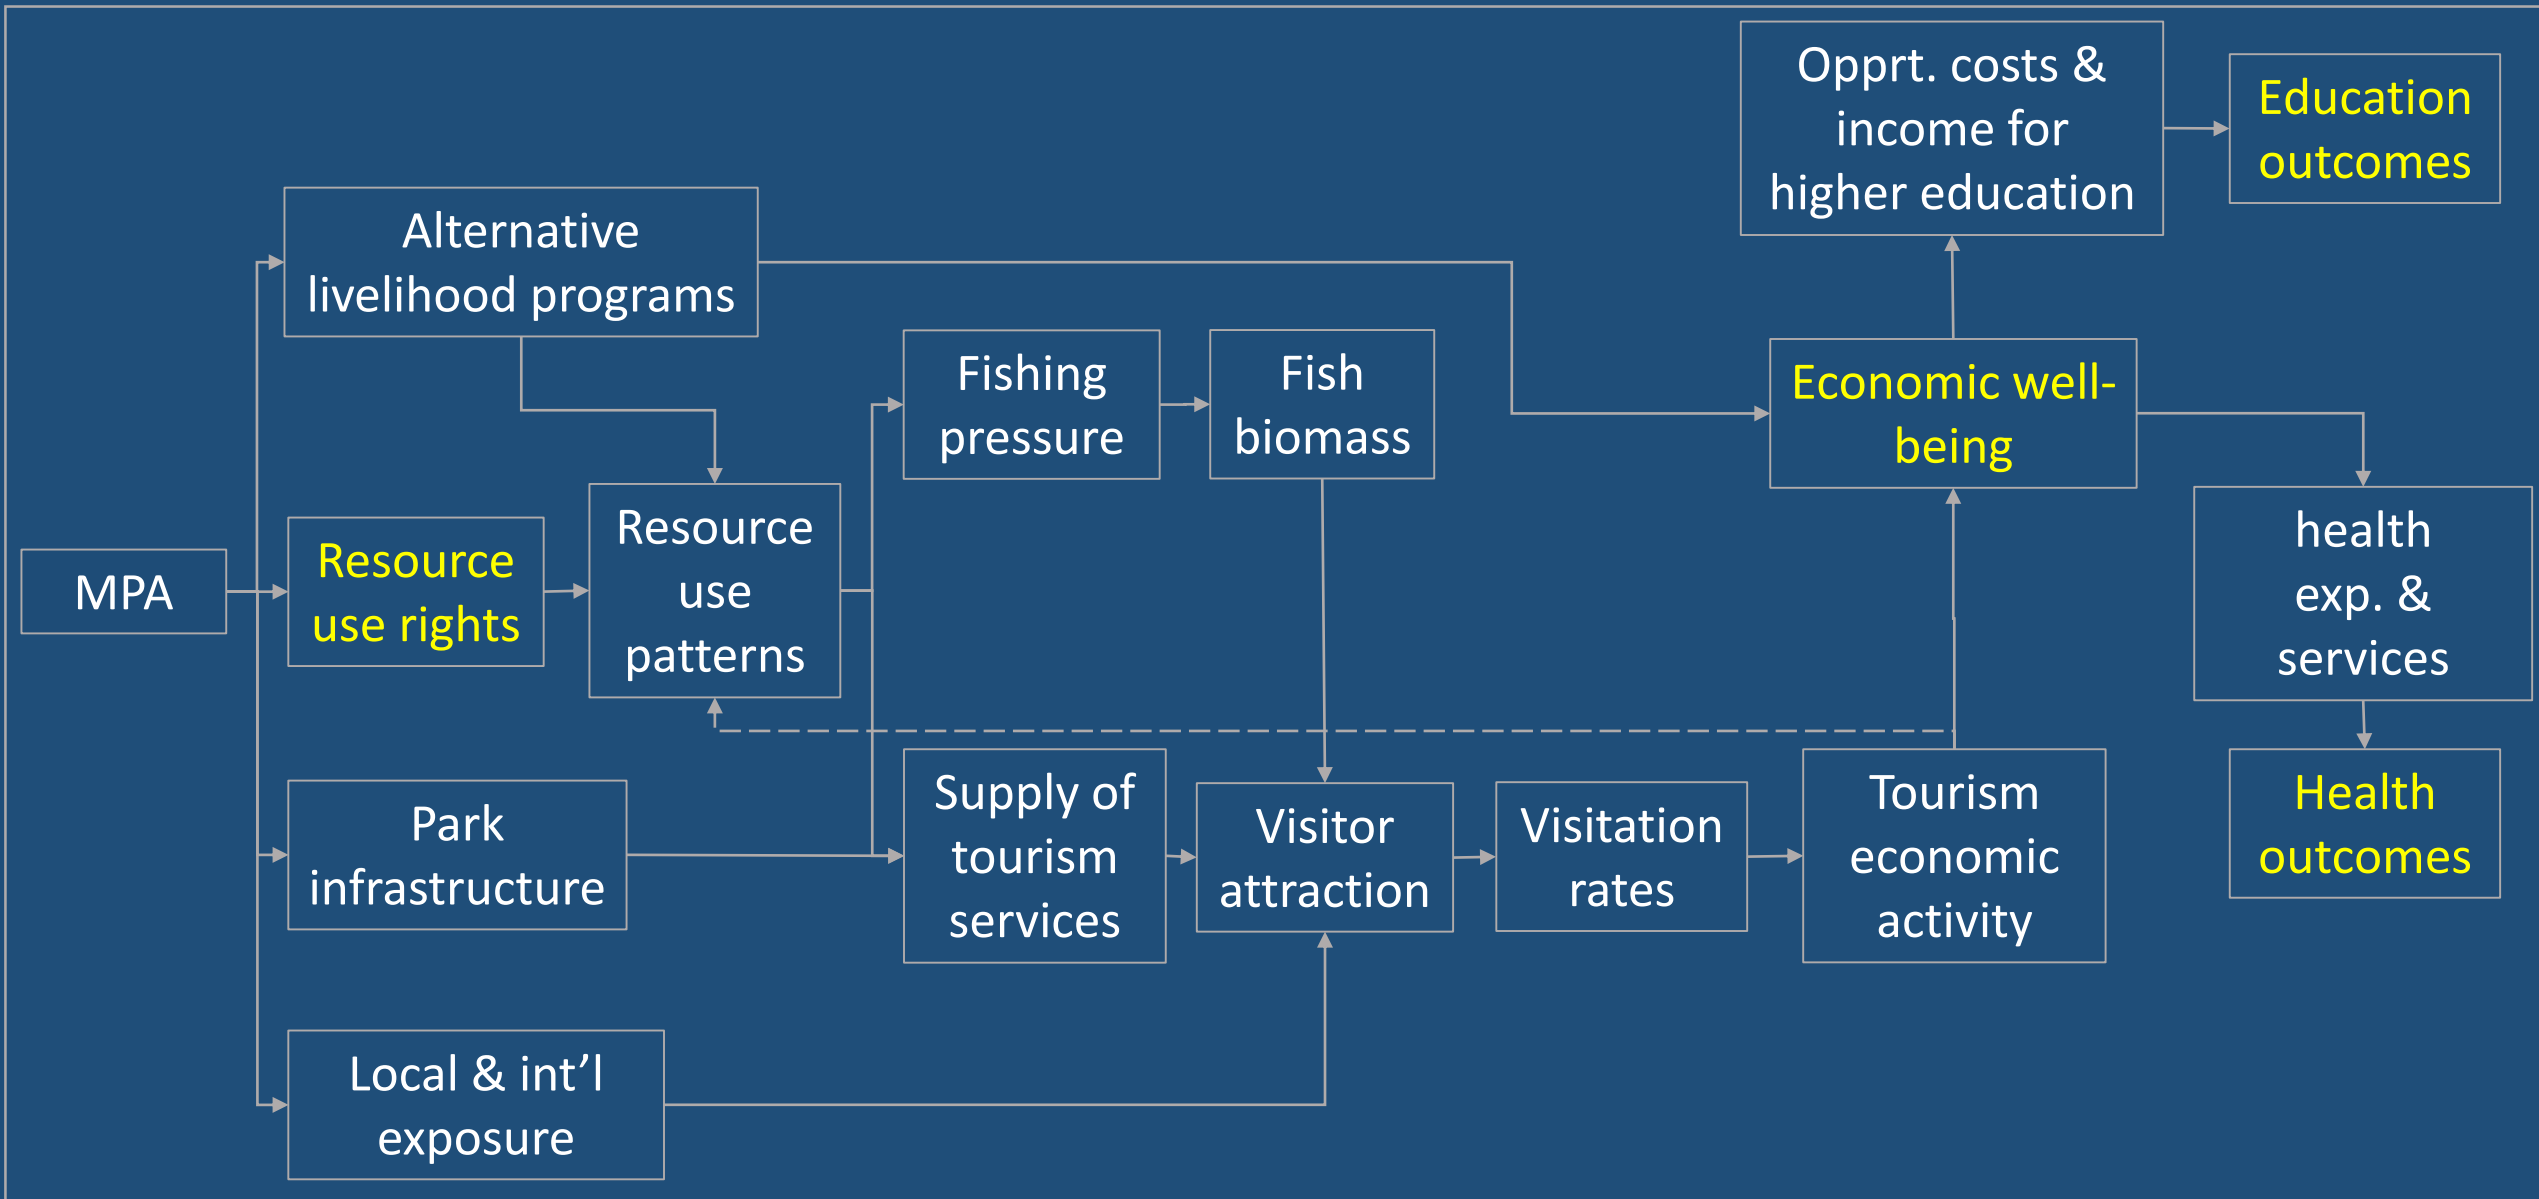 Opprt. costs &
income for
higher education
Education
outcomes
Alternative
livelihood programs
Fishing
pressure
Fish
biomass
Economic well-
being
MPA
Resource
use rights
Resource
use
patterns
health
exp. &
services
Park
infrastructure
Supply of
tourism
services
Visitor
attraction
Visitation
rates
Tourism
economic
activity
Health
outcomes
Local & int’l
exposure